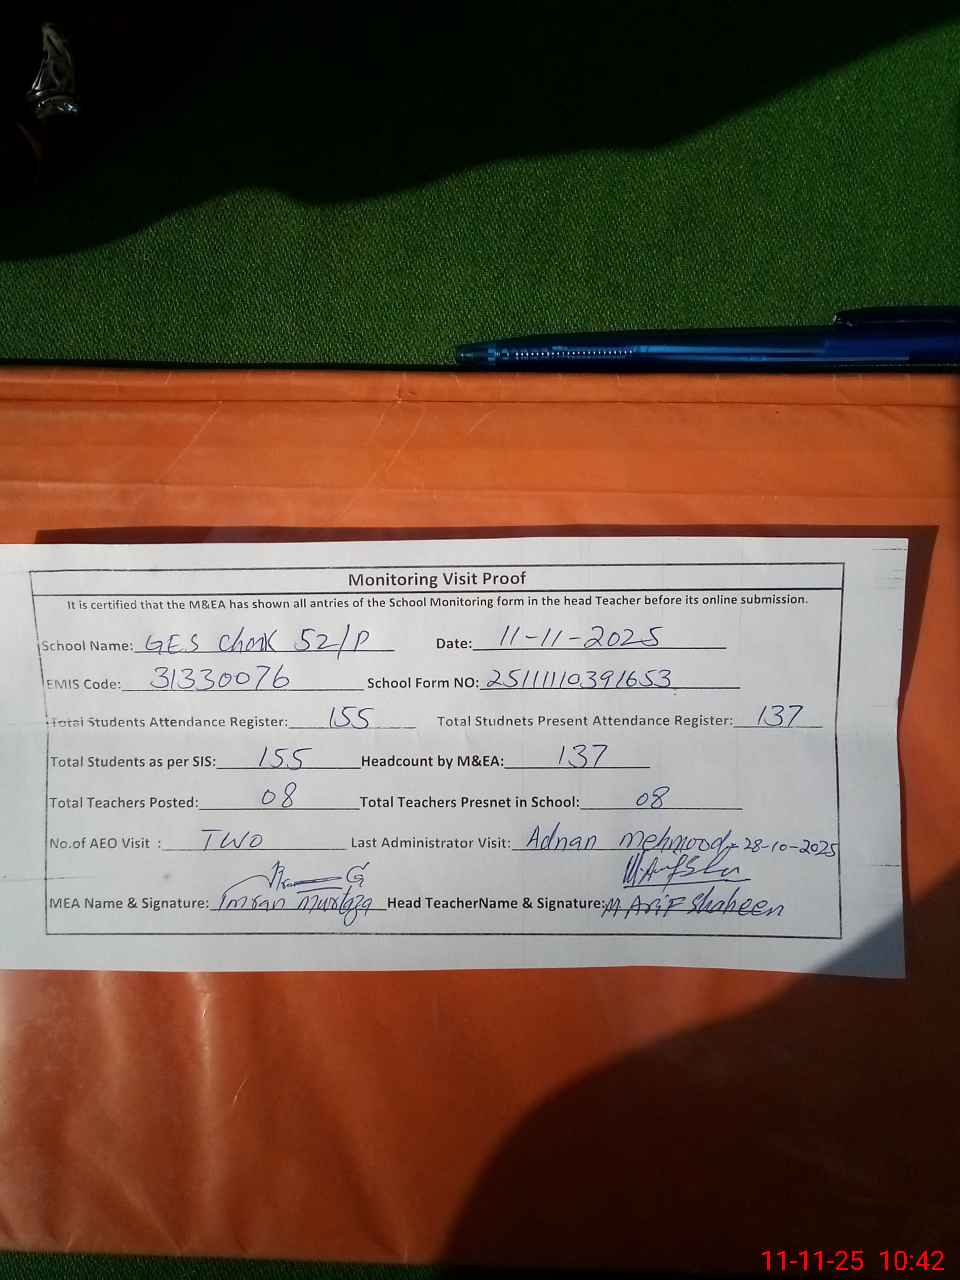 Monitoring Visit Proof
It is certified that the M&EA has shown all antries of the School Monitoring form in the head Teacher before its online submission.
School Name: GES Chak 52/P Date: 11-11-2025
EMIS Code: 31330076 School Form NO: 25111110391653
Total Students Attendance Register: 155 Total Studnets Present Attendance Register: 137
Total Students as per SIS: 155 Headcount by M&EA: 137
Total Teachers Posted: 08 Total Teachers Presnet in School: 08
No.of AEO Visit : TWO Last Administrator Visit: Adnan Mehmood 28-10-2025
MEA Name & Signature: Imran Murtaza Head TeacherName & Signature: M Arif Shaheen
11-11-25 10:42